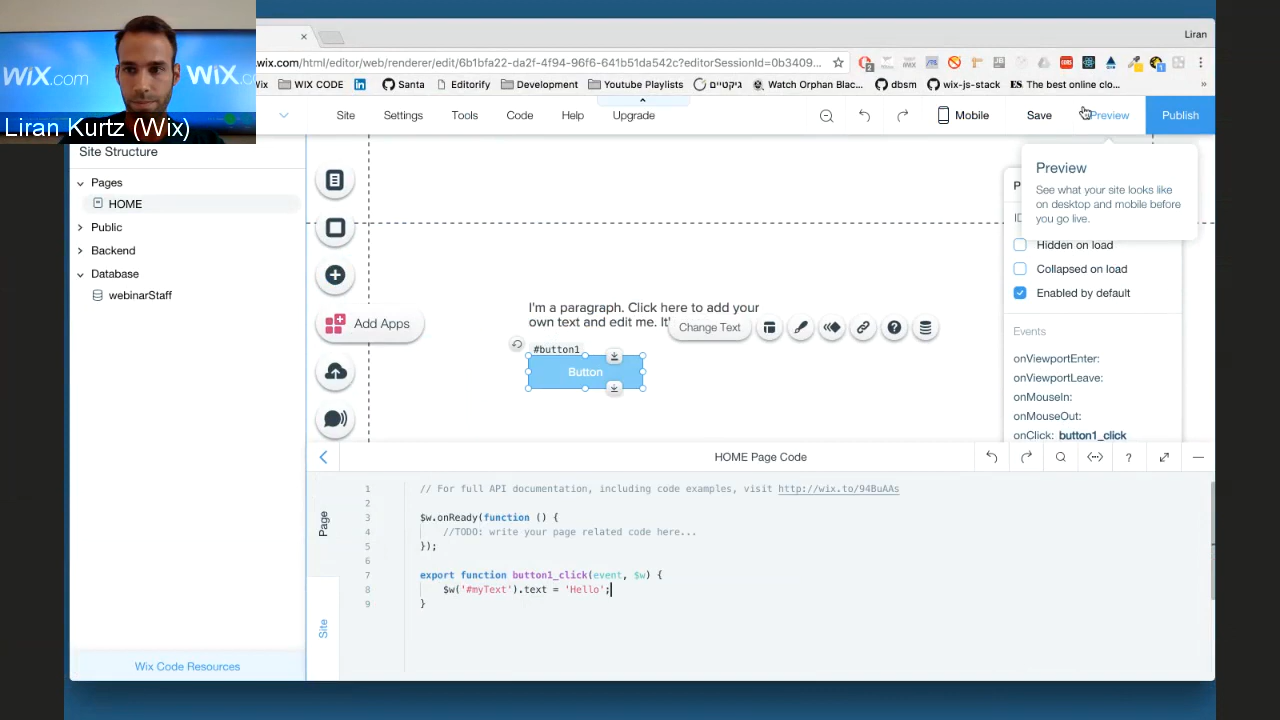 WiX.com
WiX
Liran Kurtz (Wix)
Liran
wix.com/html/editor/web/renderer/edit/6b1bfa22-da2f-4f94-96f6-641b51da542c?editorSessionId=0b3409...
WIX CODE
Santa
Editorify
Development
Youtube Playlists
גיקטיים
Watch Orphan Blac...
dbsm
wix-js-stack
ES The best online clo...
Site
Settings
Tools
Code
Help
Upgrade
Mobile
Save
Preview
Publish
Site Structure
Pages
HOME
Public
Backend
Database
webinarStaff
Wix Code Resources
Add Apps
I'm a paragraph. Click here to add your
own text and edit me. It'
Change Text
#button1
Button
Preview
See what your site looks like
on desktop and mobile before
you go live.
Hidden on load
Collapsed on load
Enabled by default
Events
onViewportEnter:
onViewportLeave:
onMouseIn:
onMouseOut:
onClick: button1_click
HOME Page Code
Page
Site
1 // For full API documentation, including code examples, visit http://wix.to/94BuAAs
2
3 $w.onReady(function () {
4 //TODO: write your page related code here...
5 });
6
7 export function button1_click(event, $w) {
8 $w('#myText').text = 'Hello';
9 }